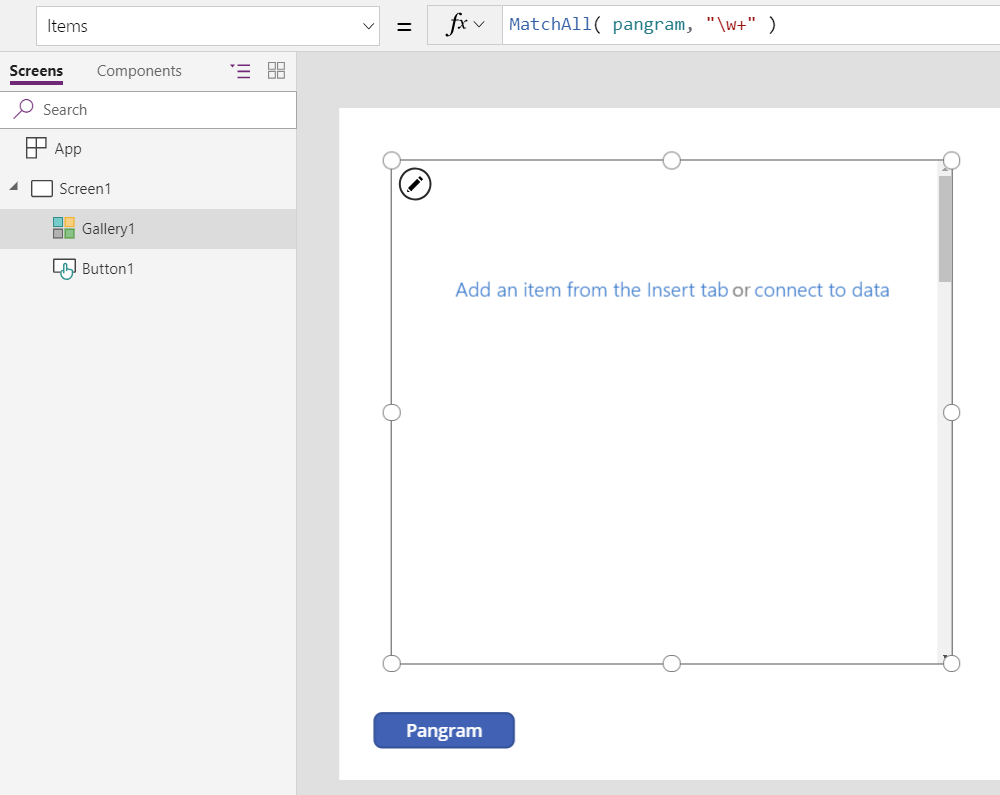 Items = fx MatchAll( pangram, "\w+" )
Screens Components
Search
App
Screen1
Gallery1
Button1
Add an item from the Insert tab or connect to data
Pangram